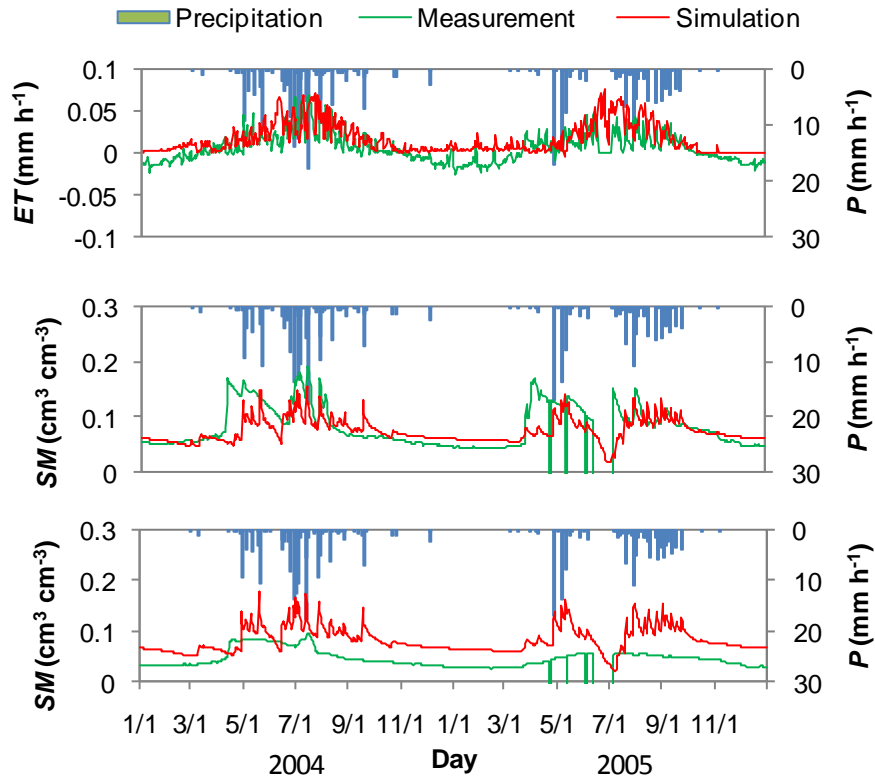 Precipitation Measurement Simulation
0.1
0.05
0
-0.05
-0.1
ET (mm h-1)
0
10
20
30
P (mm h-1)
0.3
0.2
0.1
0
SM (cm3 cm-3)
0
10
20
30
P (mm h-1)
0.3
0.2
0.1
0
SM (cm3 cm-3)
0
10
20
30
P (mm h-1)
1/1 3/1 5/1 7/1 9/1 11/1 1/1 3/1 5/1 7/1 9/1 11/1
2004 Day 2005